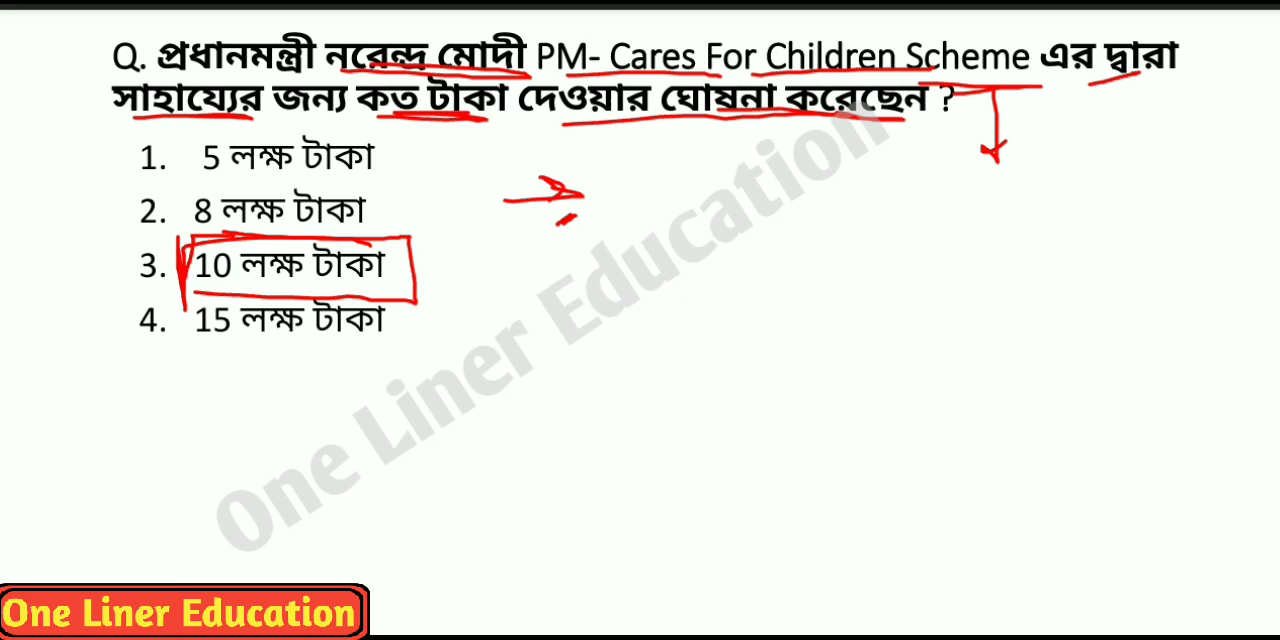 Q. প্রধানমন্ত্রী নরেন্দ্র মোদী PM- Cares For Children Scheme এর দ্বারা
সাহায্যের জন্য কত টাকা দেওয়ার ঘোষনা করেছেন ?
1. 5 লক্ষ টাকা
2. 8 লক্ষ টাকা
3. 10 লক্ষ টাকা
4. 15 লক্ষ টাকা
One Liner Education
One Liner Education